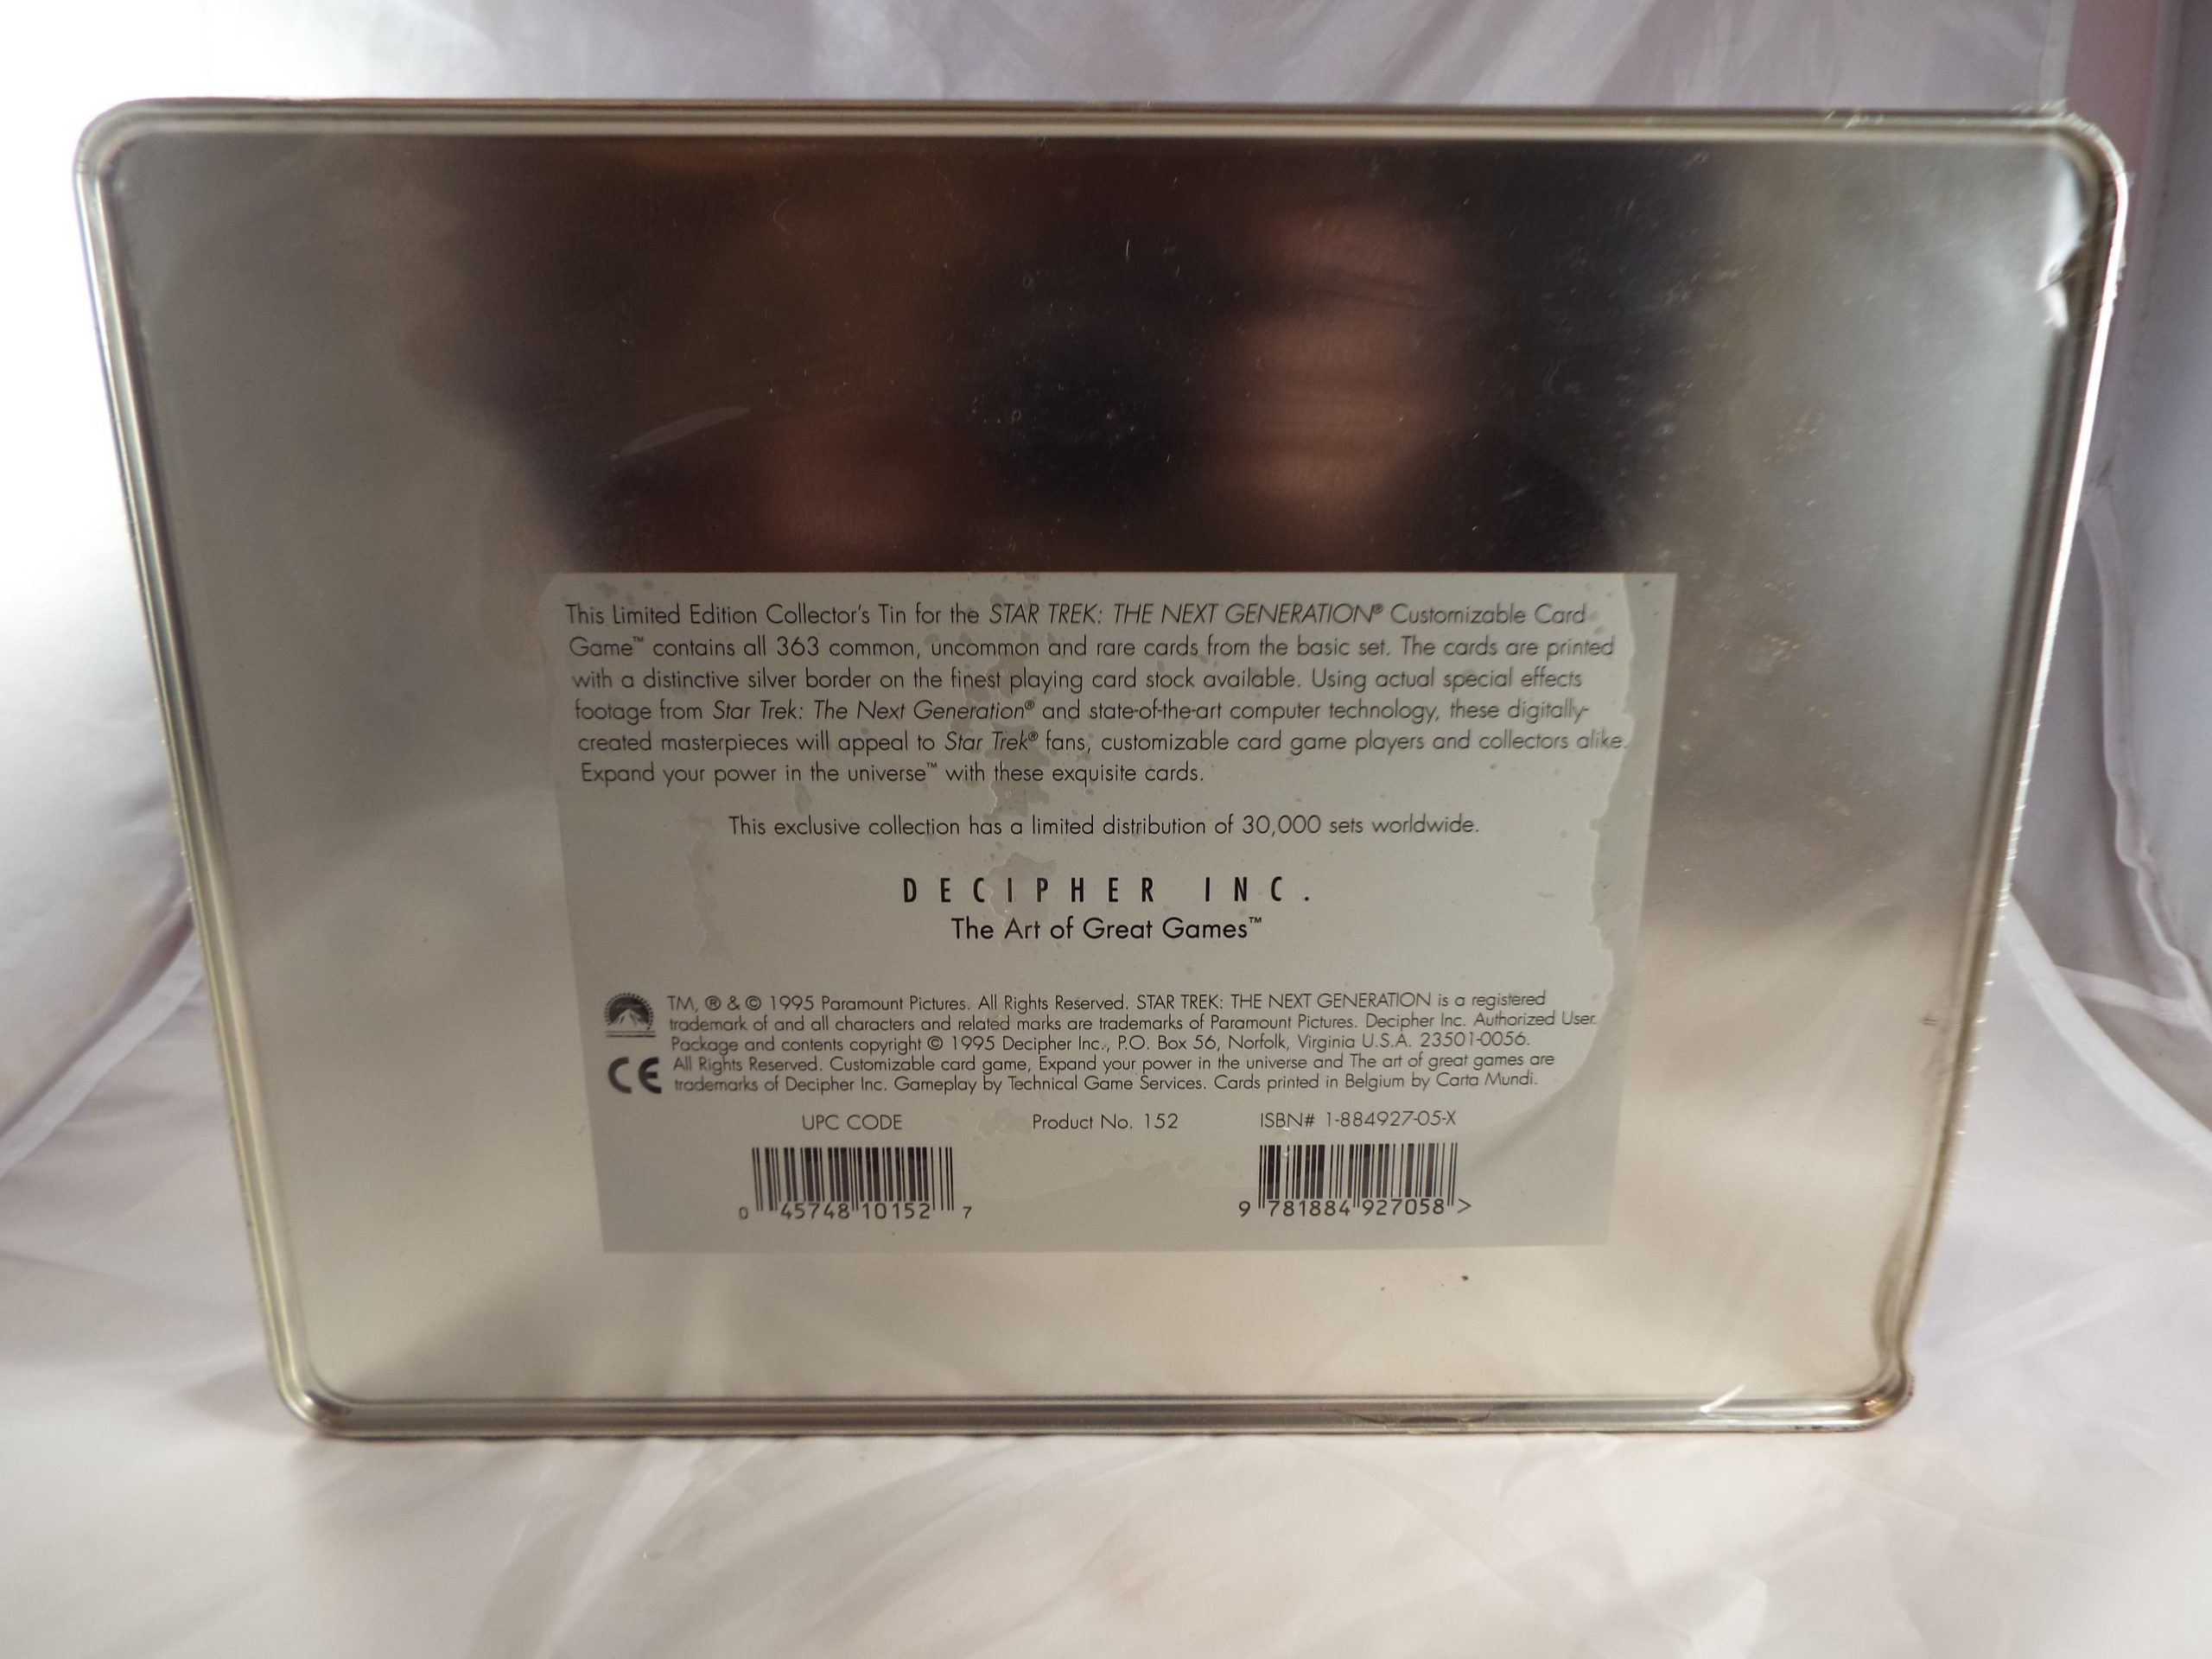 This Limited Edition Collector's Tin for the STAR TREK: THE NEXT GENERATION® Customizable Card
Game™ contains all 363 common, uncommon and rare cards from the basic set. The cards are printed
with a distinctive silver border on the finest playing card stock available. Using actual special effects
footage from Star Trek: The Next Generation® and state-of-the-art computer technology, these digitally-
created masterpieces will appeal to Star Trek® fans, customizable card game players and collectors alike.
Expand your power in the universe™ with these exquisite cards.
This exclusive collection has a limited distribution of 30,000 sets worldwide.
DECIPHER INC.
The Art of Great Games™
TM, ® & © 1995 Paramount Pictures. All Rights Reserved. STAR TREK: THE NEXT GENERATION is a registered
trademark of and all characters and related marks are trademarks of Paramount Pictures. Decipher Inc. Authorized User.
Package and contents copyright © 1995 Decipher Inc., P.O. Box 56, Norfolk, Virginia U.S.A. 23501-0056.
CE All Rights Reserved. Customizable card game, Expand your power in the universe and The art of great games are
trademarks of Decipher Inc. Gameplay by Technical Game Services. Cards printed in Belgium by Carta Mundi.
UPC CODE Product No. 152 ISBN# 1-884927-05-X
0 45748 10152 7 9 781884 927058 >